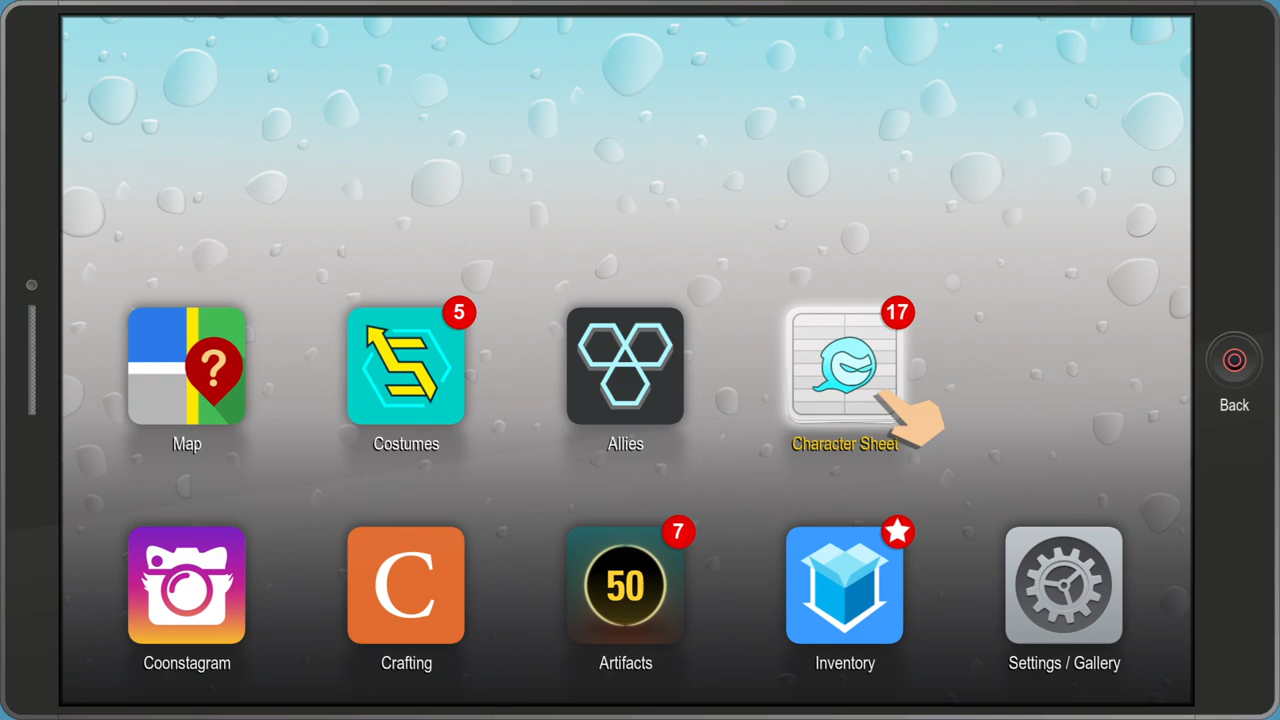 5
17
Map
Costumes
Allies
Character Sheet
Back
7
C
50
Coonstagram
Crafting
Artifacts
Inventory
Settings / Gallery
?